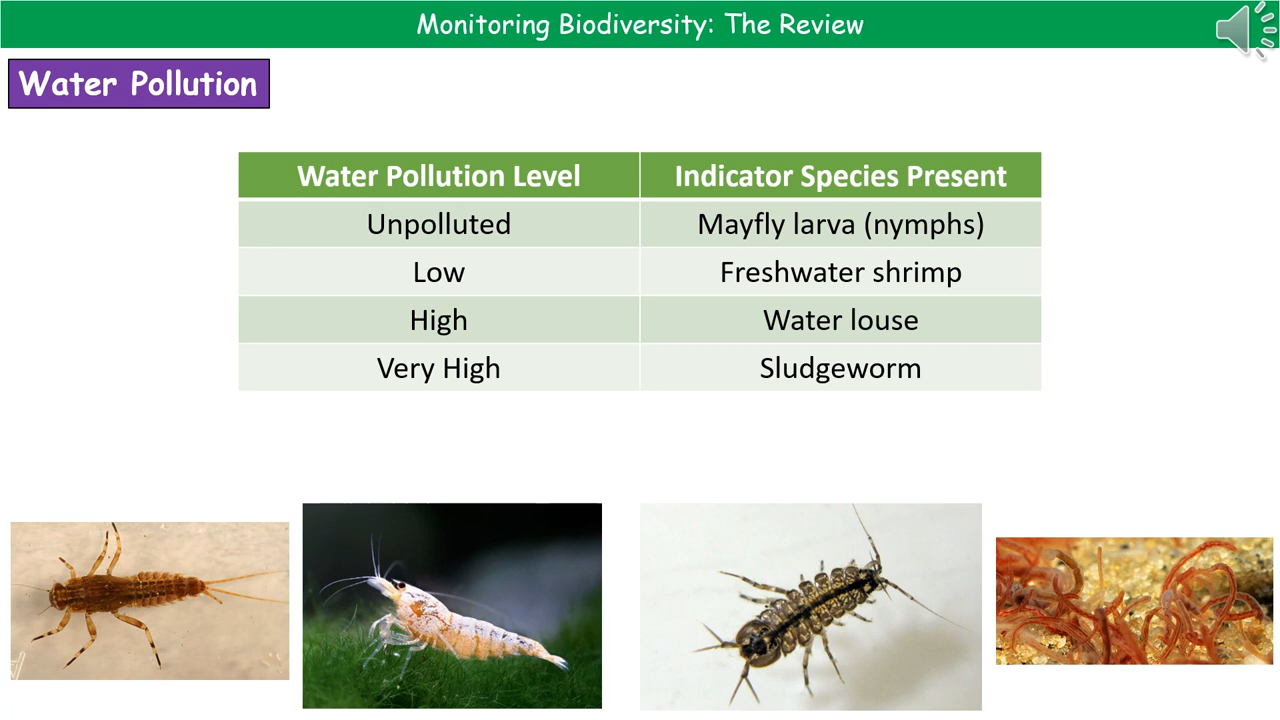 Monitoring Biodiversity: The Review
Water Pollution
Water Pollution Level Indicator Species Present
Unpolluted Mayfly larva (nymphs)
Low Freshwater shrimp
High Water louse
Very High Sludgeworm